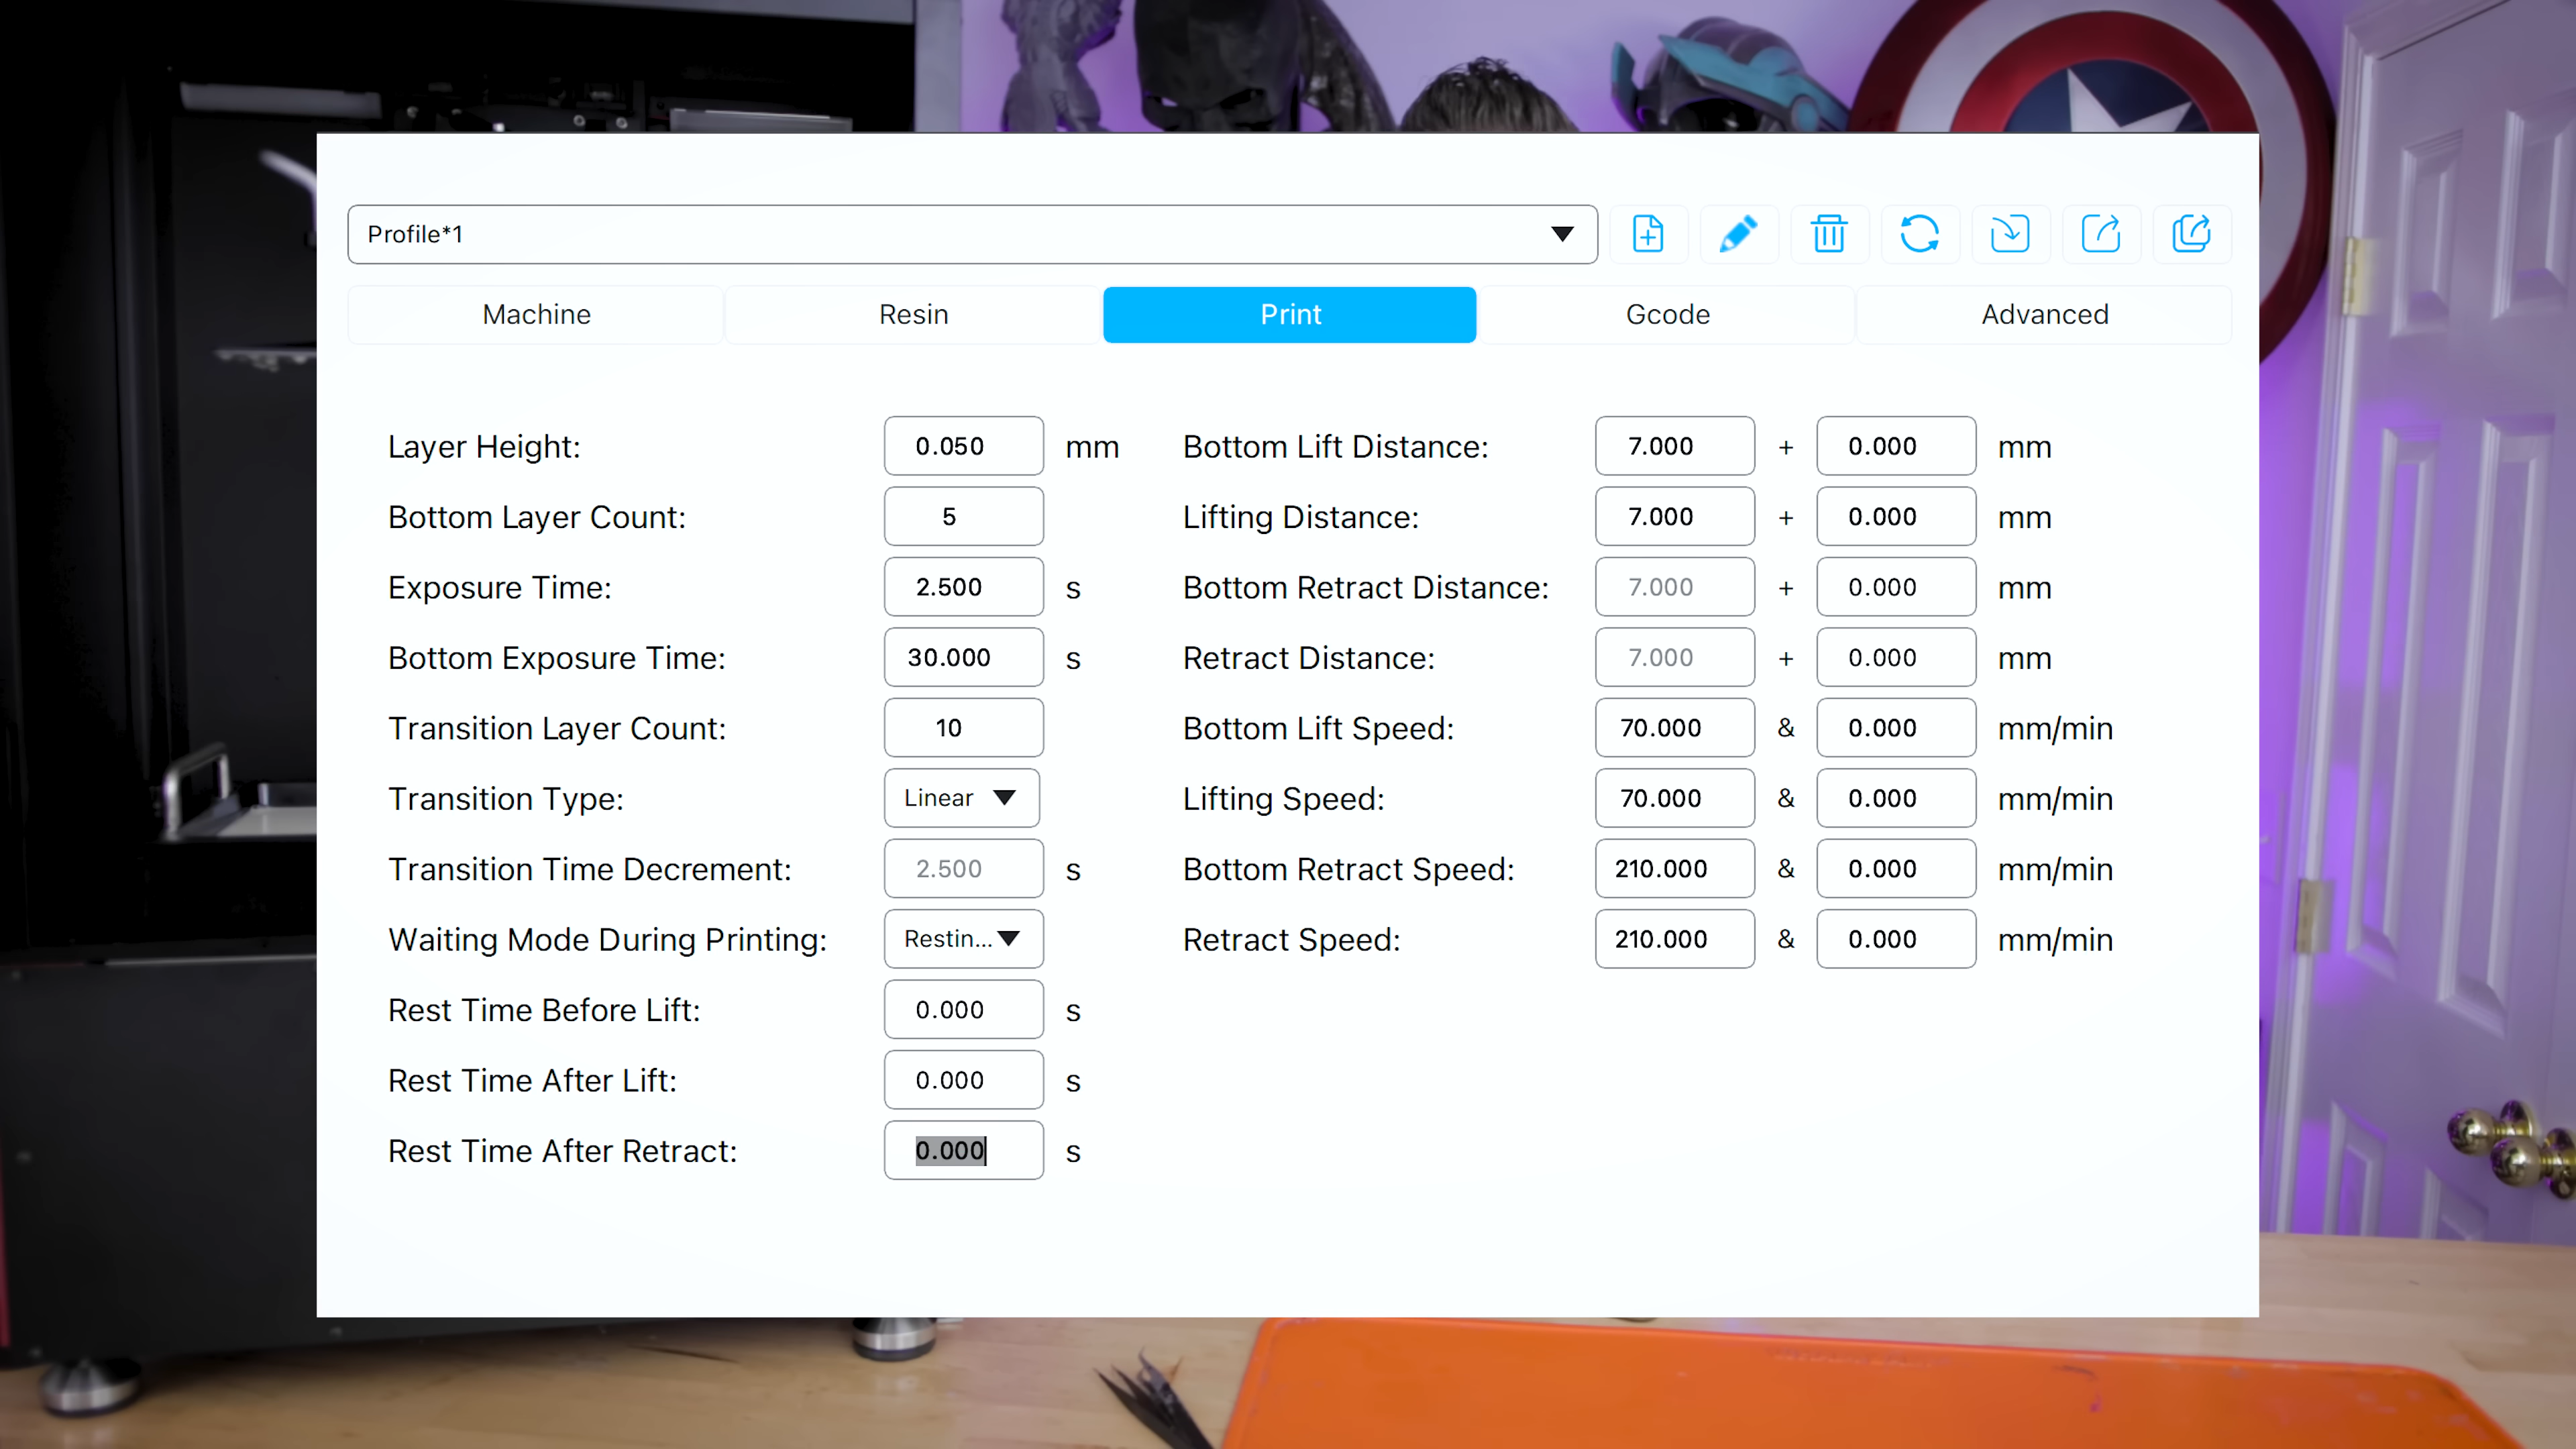 Profile*1
Machine Resin Print Gcode Advanced
Layer Height: 0.050 mm Bottom Lift Distance: 7.000 + 0.000 mm
Bottom Layer Count: 5 Lifting Distance: 7.000 + 0.000 mm
Exposure Time: 2.500 s Bottom Retract Distance: 7.000 + 0.000 mm
Bottom Exposure Time: 30.000 s Retract Distance: 7.000 + 0.000 mm
Transition Layer Count: 10 Bottom Lift Speed: 70.000 & 0.000 mm/min
Transition Type: Linear Lifting Speed: 70.000 & 0.000 mm/min
Transition Time Decrement: 2.500 s Bottom Retract Speed: 210.000 & 0.000 mm/min
Waiting Mode During Printing: Restin... Retract Speed: 210.000 & 0.000 mm/min
Rest Time Before Lift: 0.000 s
Rest Time After Lift: 0.000 s
Rest Time After Retract: 0.000 s